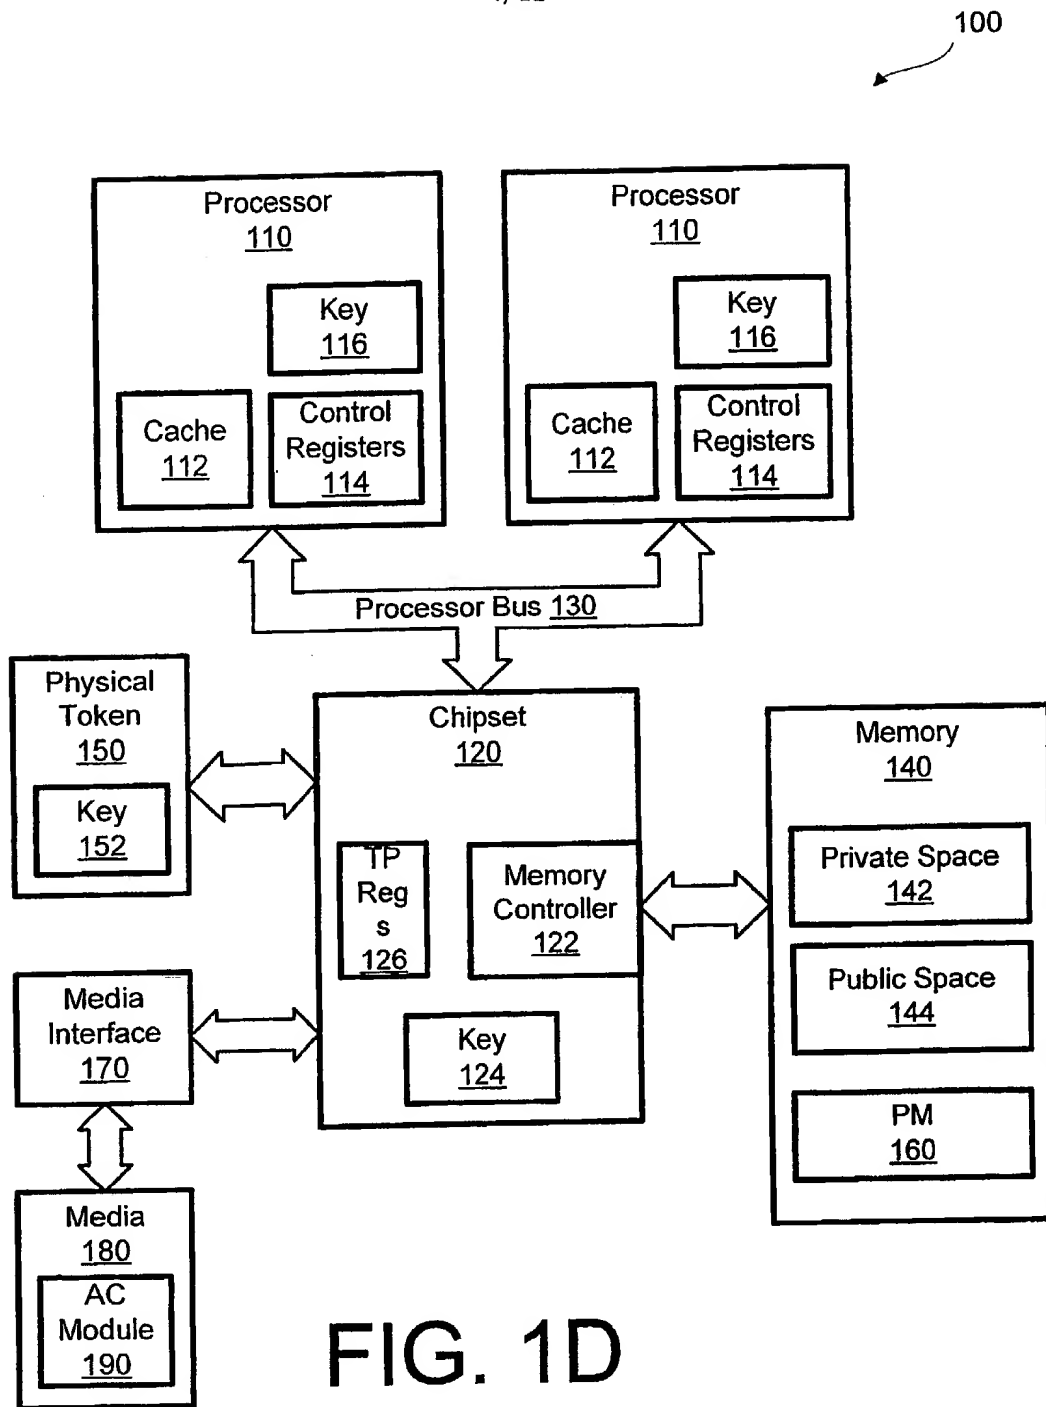 100
Processor
110
Key
116
Cache
112
Control
Registers
114
Processor
110
Key
116
Cache
112
Control
Registers
114
Processor Bus 130
Physical
Token
150
Key
152
Chipset
120
TP
Reg
s
126
Memory
Controller
122
Key
124
Memory
140
Private Space
142
Public Space
144
PM
160
Media
Interface
170
Media
180
AC
Module
190
FIG. 1D